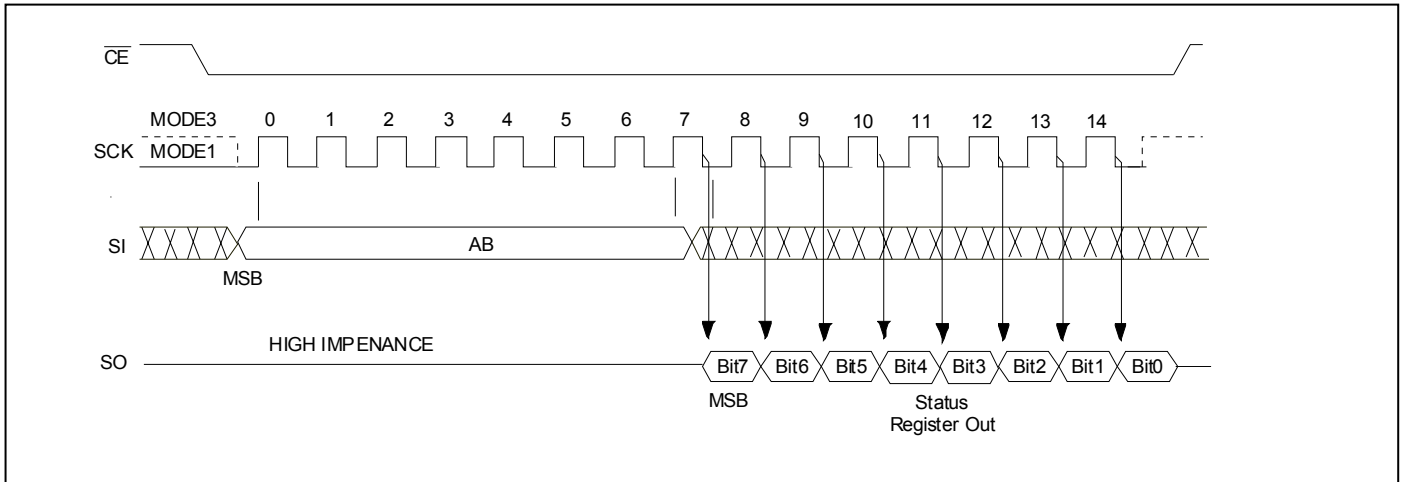 CE
MODE3 0 1 2 3 4 5 6 7 8 9 10 11 12 13 14
SCK MODE1
SI AB
MSB
HIGH IMPENANCE
SO Bit7 Bit6 Bit5 Bit4 Bit3 Bit2 Bit1 Bit0
MSB Status
Register Out